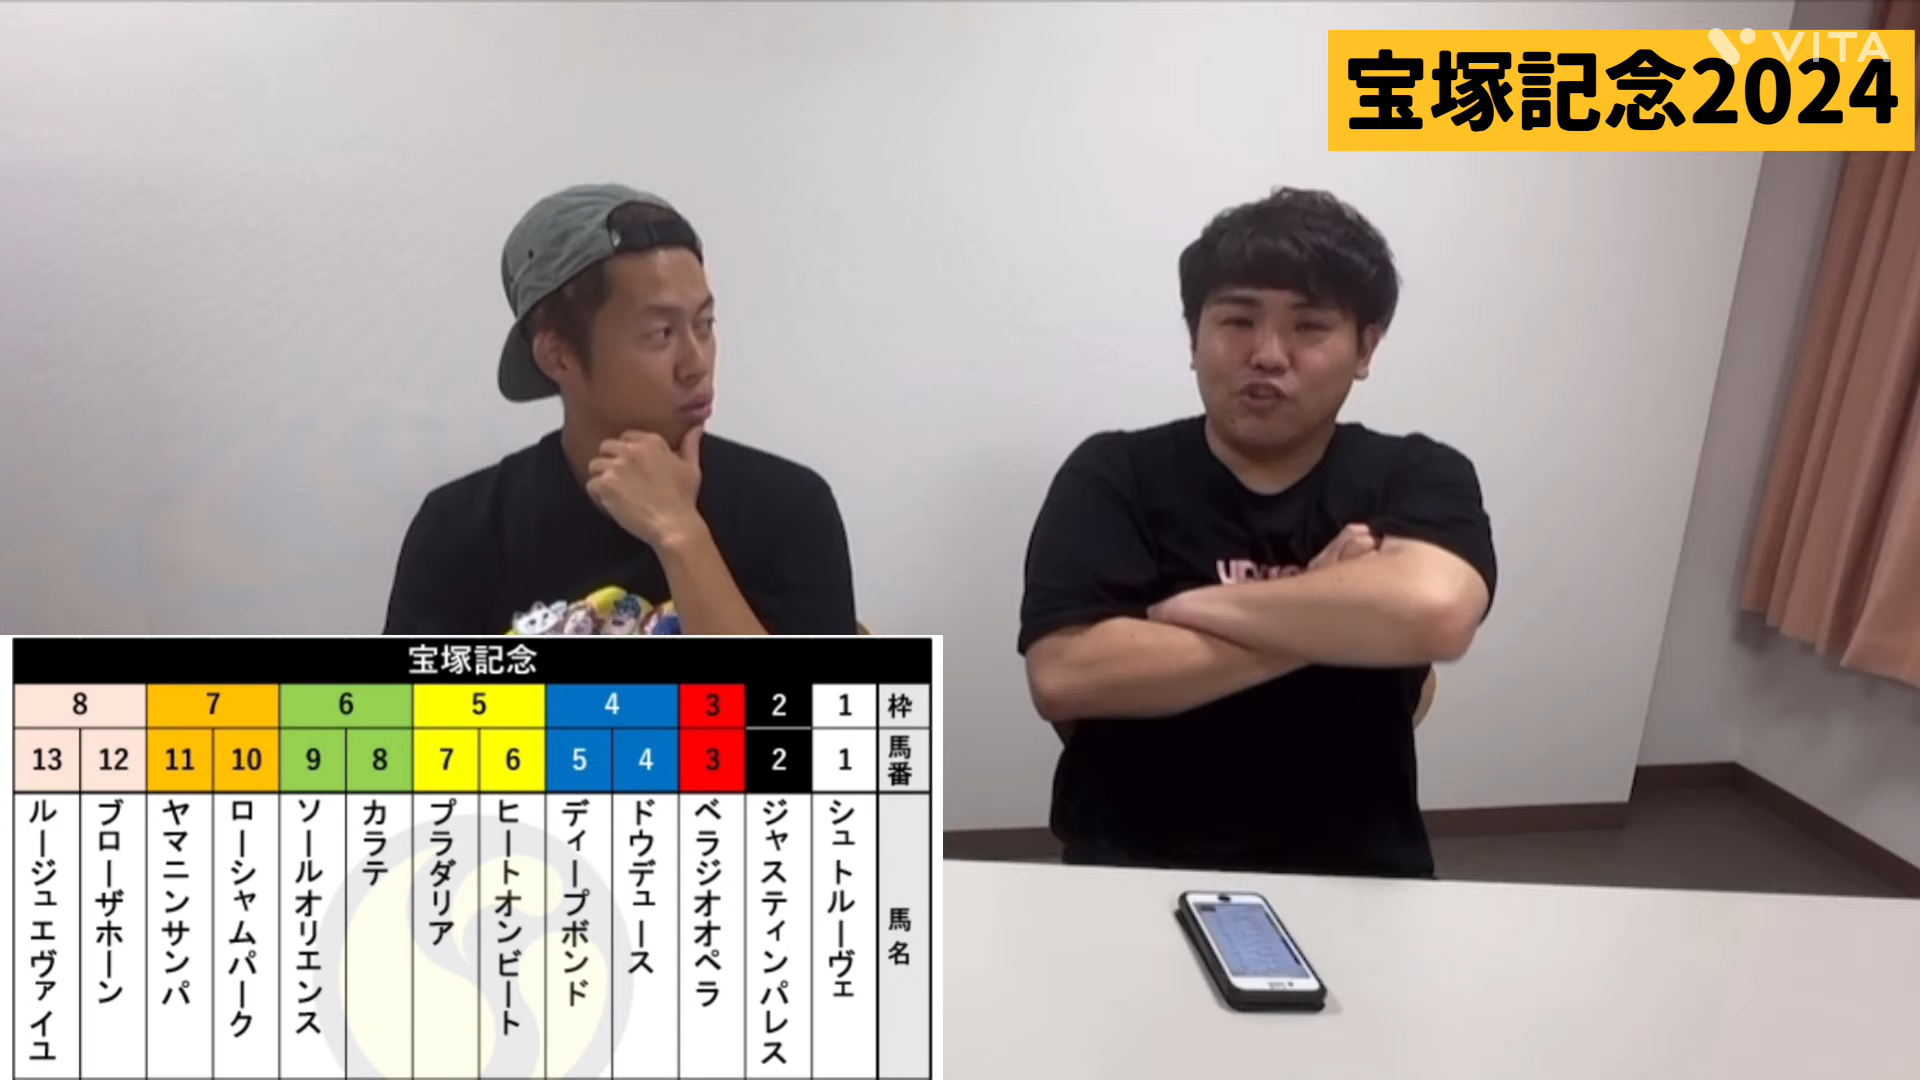 VITA
宝塚記念2024
宝塚記念
8 7 6 5 4 3 2 1 枠
13 12 11 10 9 8 7 6 5 4 3 2 1 馬番
馬名
シュトルーヴェ
ジャスティンパレス
ベラジオオペラ
ドウデュース
ディープボンド
ヒートオンビート
プラダリア
カラテ
ソールオリエンス
ローシャムパーク
ヤマニンサンパ
ブローザホーン
ルージュエヴァイユ